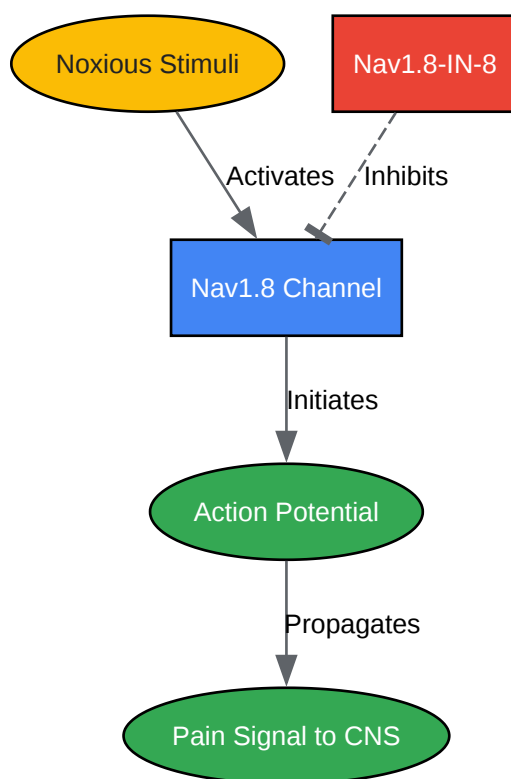 Noxious Stimuli
Nav1.8-IN-8
Activates
Inhibits
Nav1.8 Channel
Initiates
Action Potential
Propagates
Pain Signal to CNS